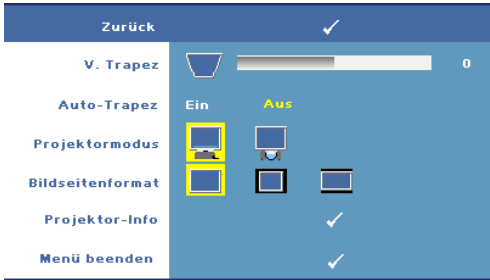 Zurück
V. Trapez 0
Auto-Trapez Ein Aus
Projektormodus
Bildseitenformat
Projektor-Info
Menü beenden